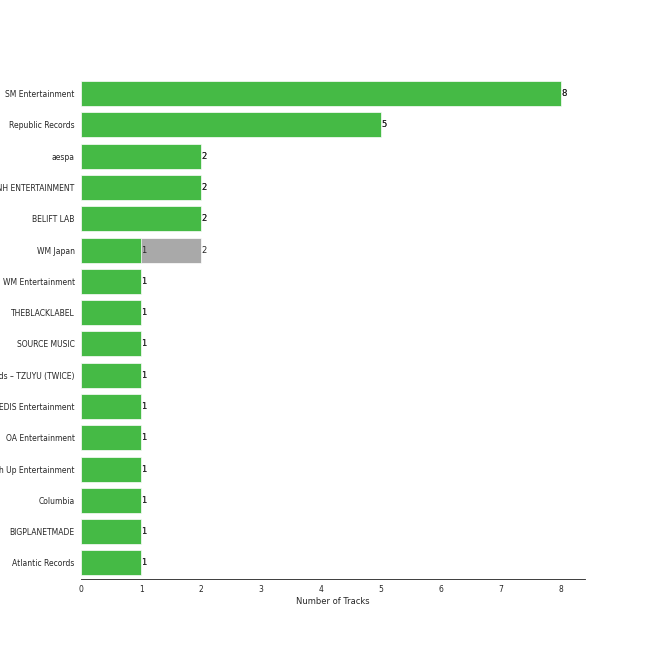 SM Entertainment 8
Republic Records 5
aespa 2
NH ENTERTAINMENT 2
BELIFT LAB 2
WM Japan 1 2
WM Entertainment 1
THEBLACKLABEL 1
SOURCE MUSIC 1
ds – TZUYU (TWICE) 1
EDIS Entertainment 1
OA Entertainment 1
h Up Entertainment 1
Columbia 1
BIGPLANETMADE 1
Atlantic Records 1
0 1 2 3 4 5 6 7 8
Number of Tracks